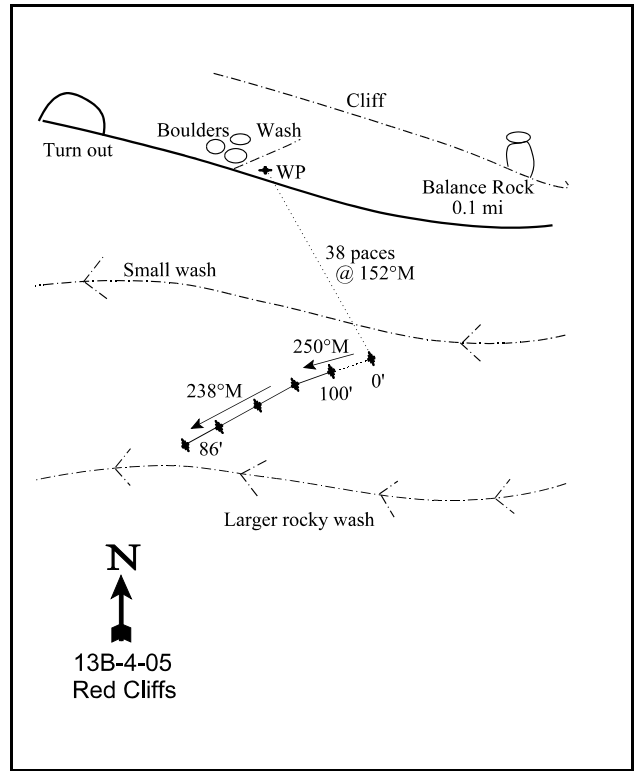 Cliff
Boulders
Wash
Turn out
WP
Balance Rock
0.1 mi
38 paces
@ 152°M
Small wash
250°M
0'
100'
238°M
86'
Larger rocky wash
N
13B-4-05
Red Cliffs